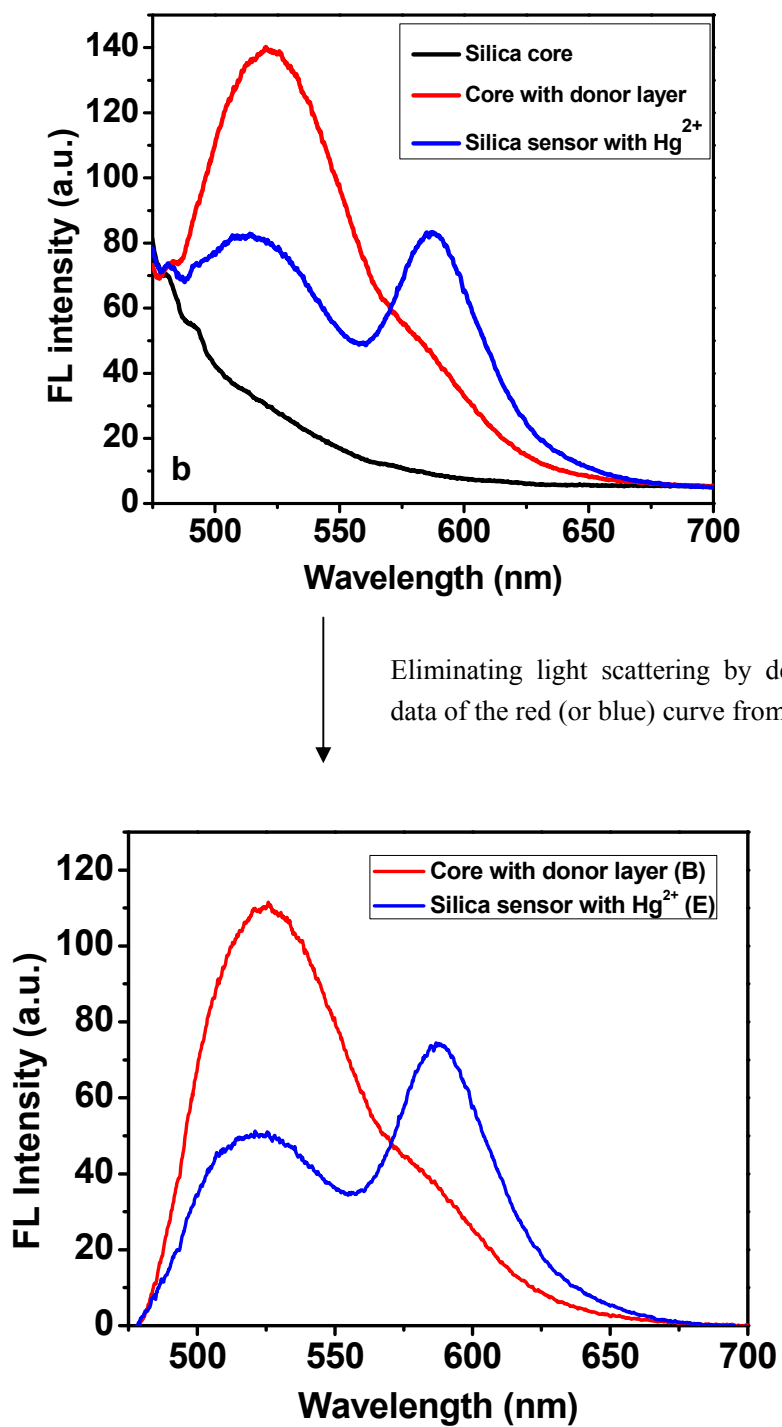 140
120
100
80
60
40
20
0
FL intensity (a.u.)
Silica core
Core with donor layer
Silica sensor with Hg2+
b
500 550 600 650 700
Wavelength (nm)
Eliminating light scattering by
data of the red (or blue) curve from
120
100
80
60
40
20
0
FL Intensity (a.u.)
Core with donor layer (B)
Silica sensor with Hg2+ (E)
500 550 600 650 700
Wavelength (nm)